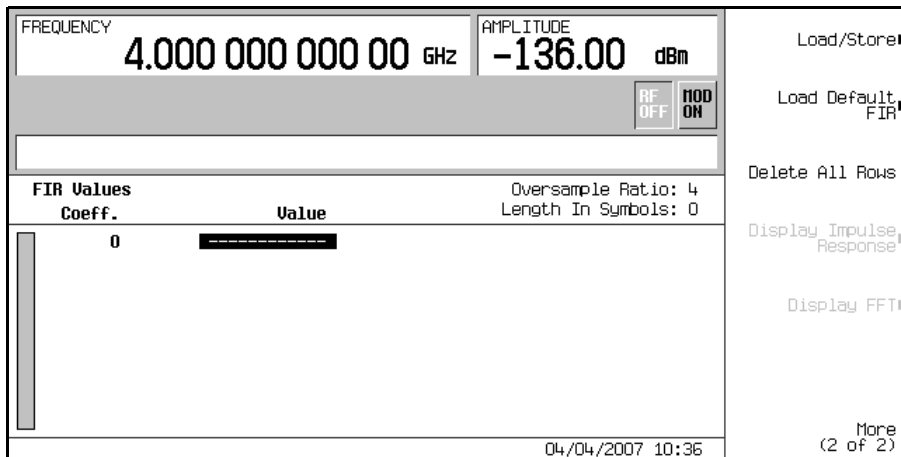 FREQUENCY
4.000 000 000 00 GHz
AMPLITUDE
-136.00 dBm
RF OFF
MOD ON
FIR Values
Oversample Ratio: 4
Coeff. Value
Length In Symbols: 0
0 ------------
04/04/2007 10:36
Load/Store
Load Default
FIR
Delete All Rows
Display Impulse
Response
Display FFT
More
(2 of 2)